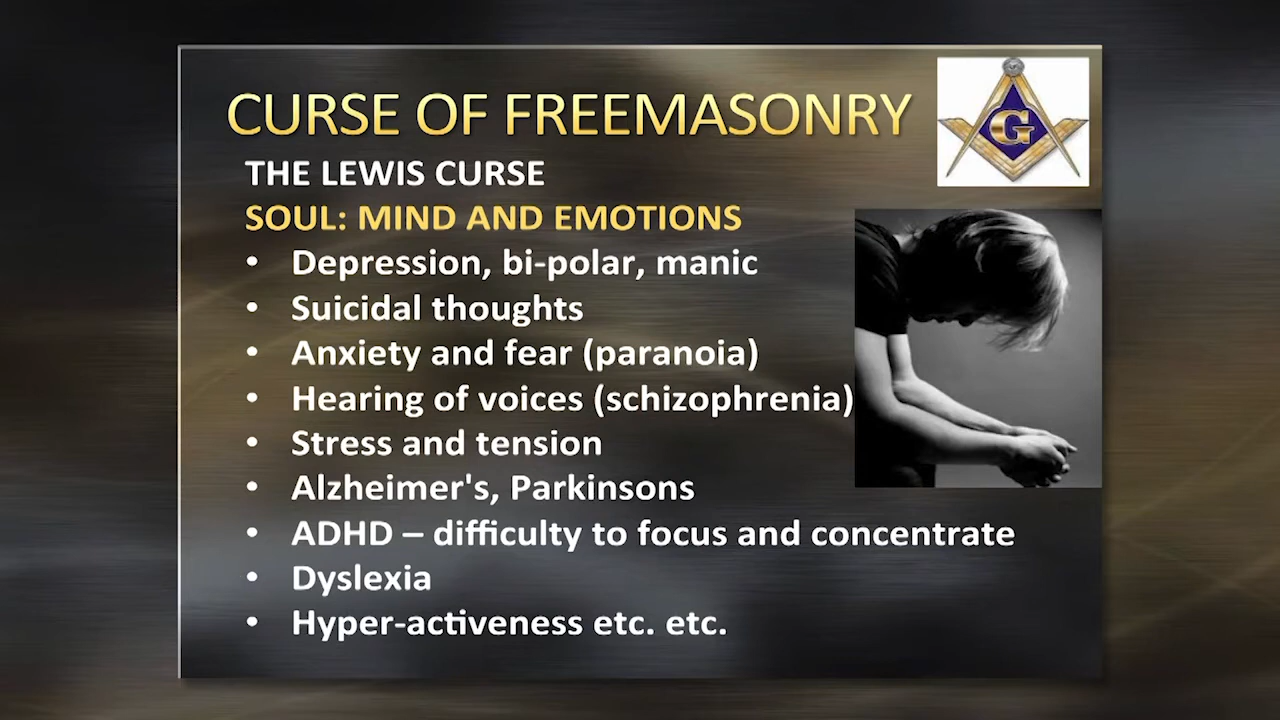 CURSE OF FREEMASONRY
G
THE LEWIS CURSE
SOUL: MIND AND EMOTIONS
• Depression, bi-polar, manic
• Suicidal thoughts
• Anxiety and fear (paranoia)
• Hearing of voices (schizophrenia)
• Stress and tension
• Alzheimer's, Parkinsons
• ADHD – difficulty to focus and concentrate
• Dyslexia
• Hyper-activeness etc. etc.